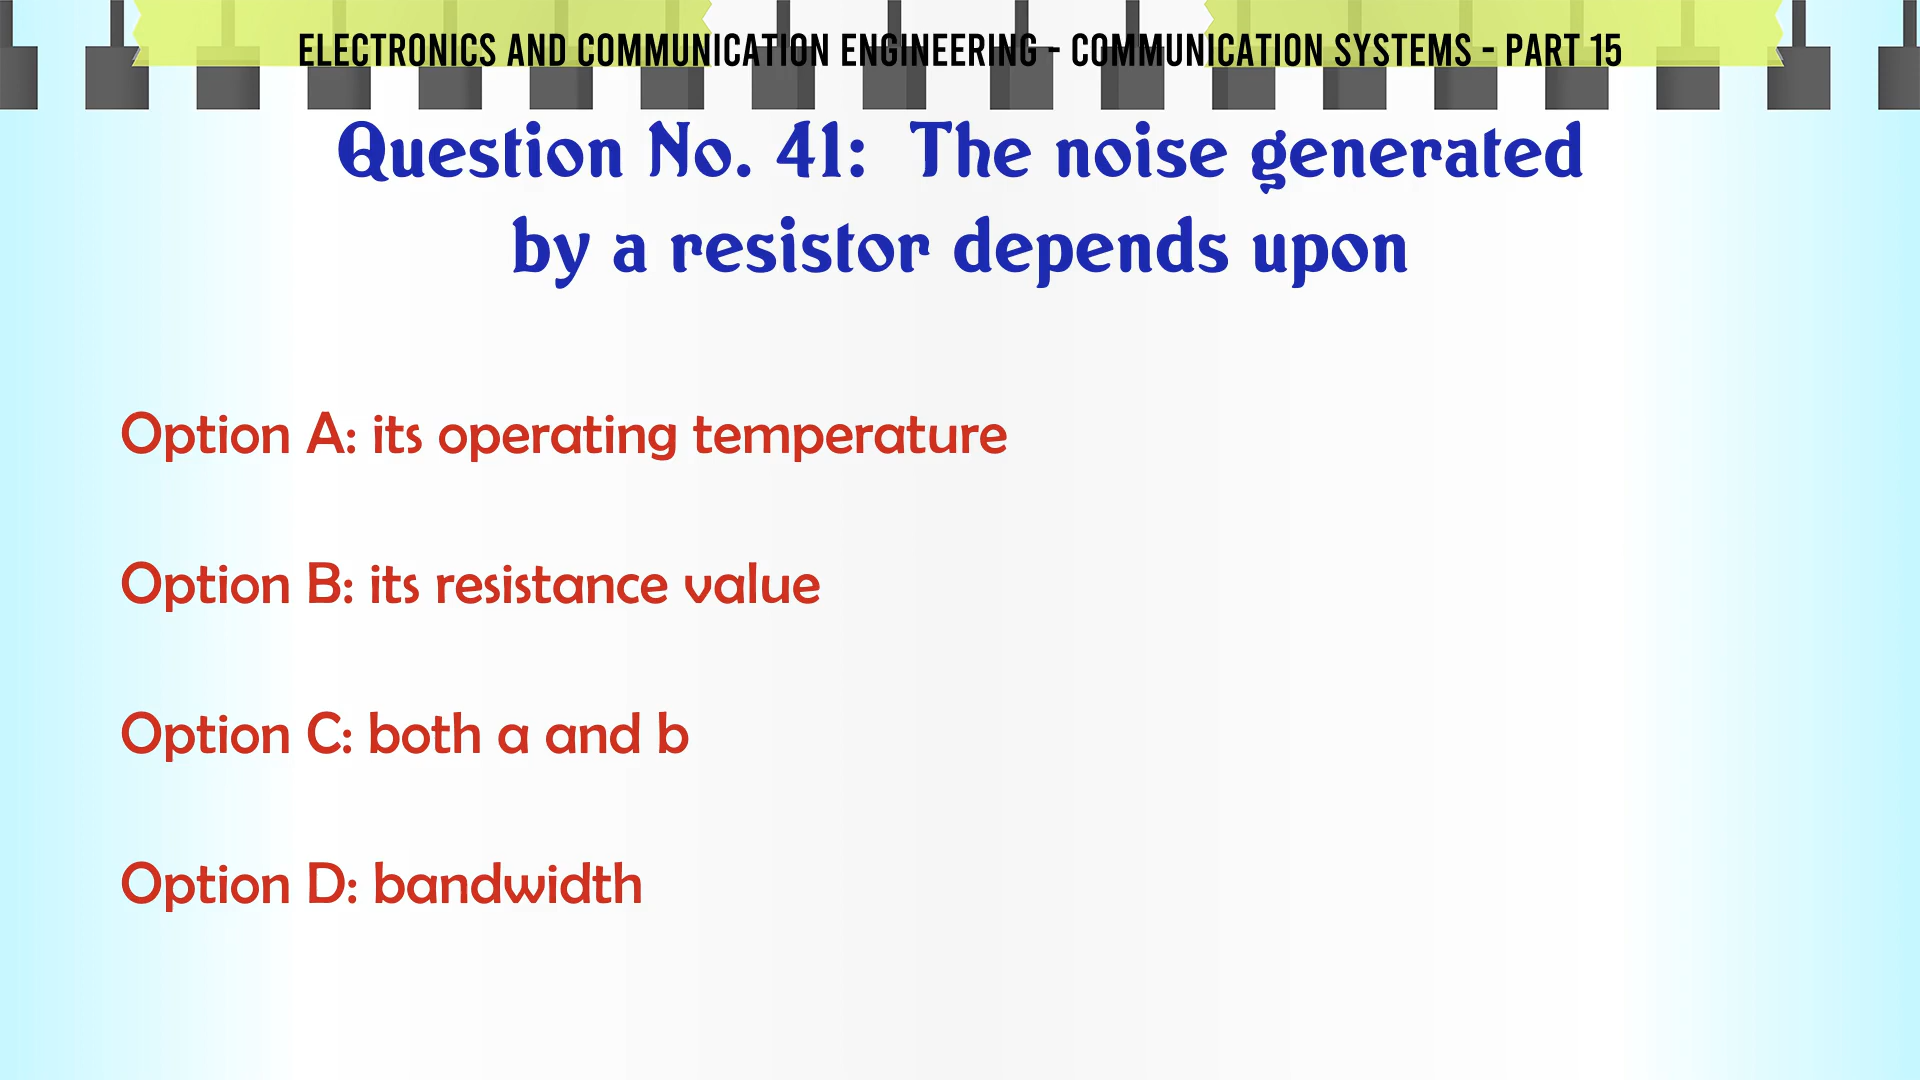 ELECTRONICS AND COMMUNICATION ENGINEERING - COMMUNICATION SYSTEMS - PART 15
Question No. 41: The noise generated
by a resistor depends upon
Option A: its operating temperature
Option B: its resistance value
Option C: both a and b
Option D: bandwidth